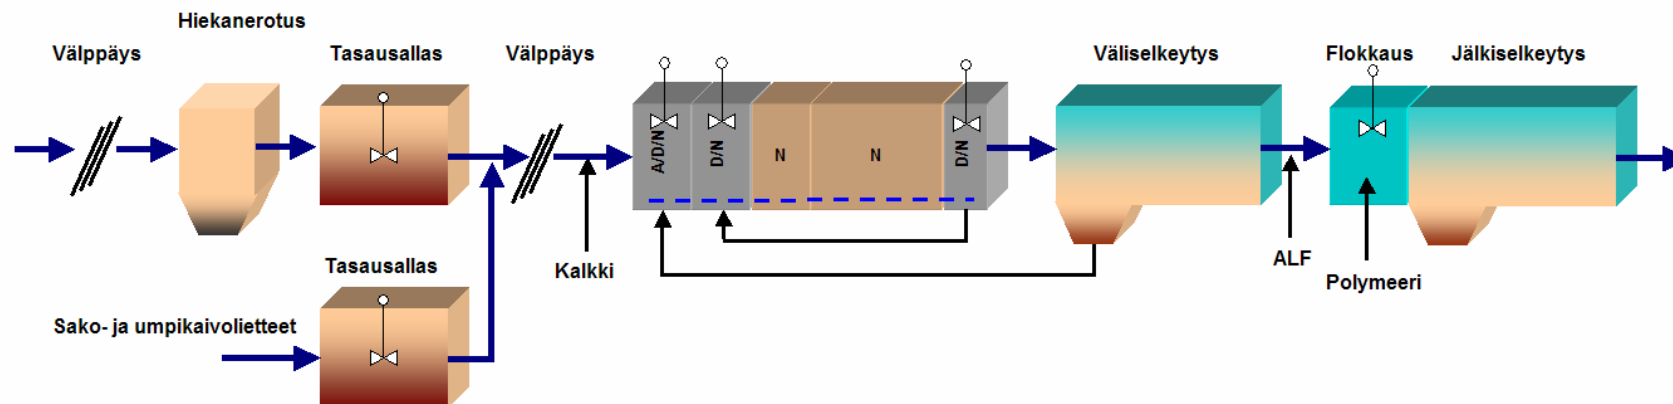 Hiekanerotus
Välppäys
Tasausallas
Välppäys
Väliselkeytys
Flokkaus
Jälkiselkeytys
A/D/N
D/N
N
N
D/N
Kalkki
ALF
Polymeeri
Tasausallas
Sako- ja umpikaivolietteet